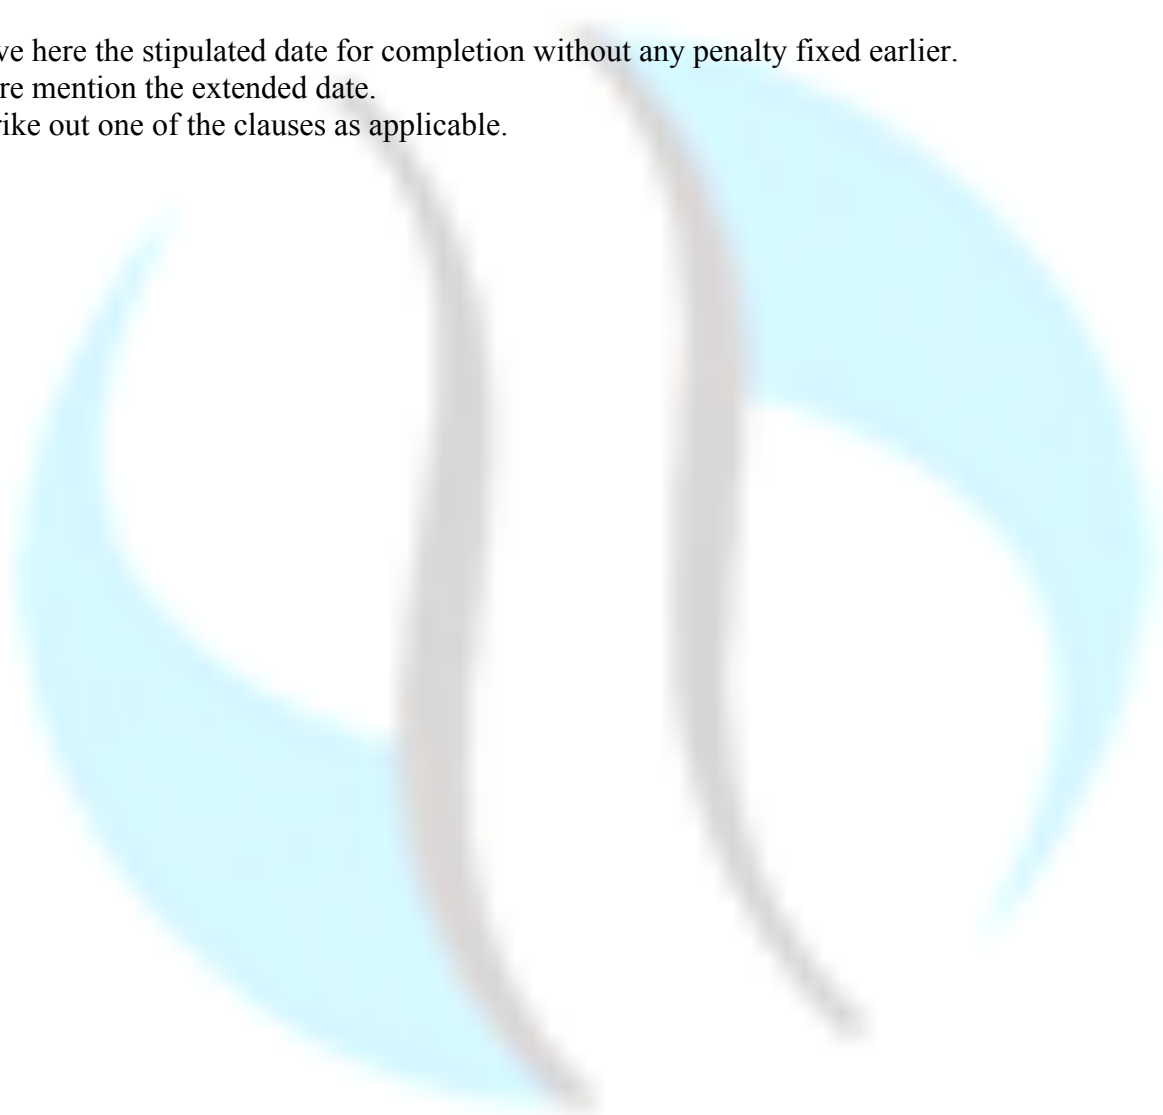 ve here the stipulated date for completion without any penalty fixed earlier.
re mention the extended date.
rike out one of the clauses as applicable.